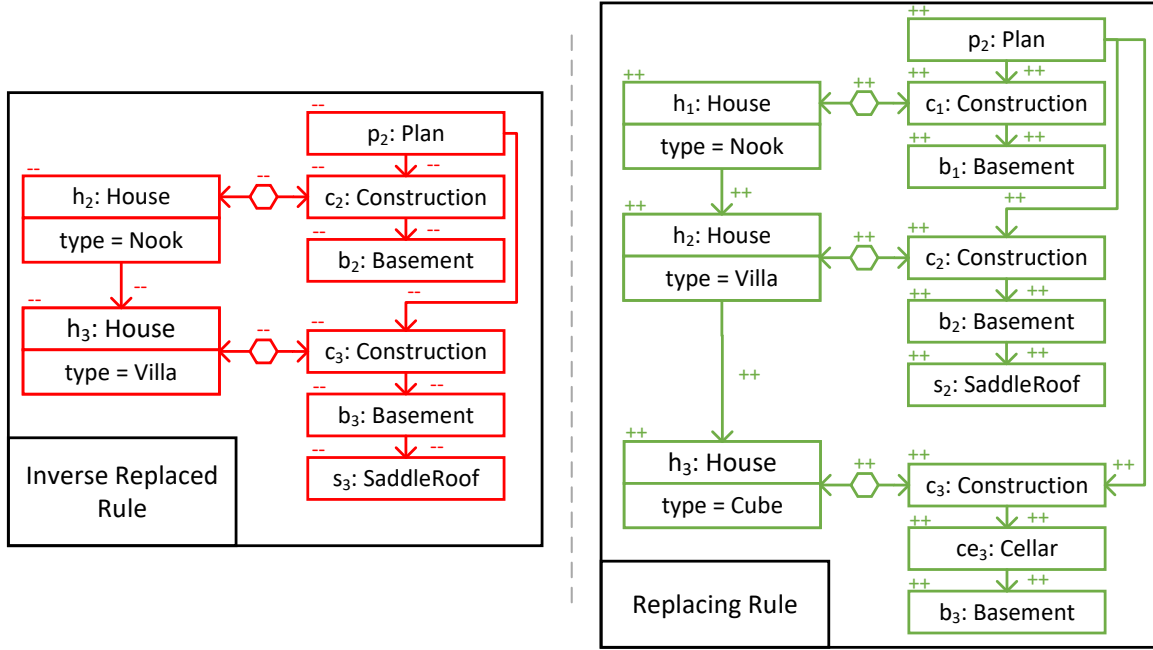 --
p2: Plan
-- --
-- -- --
h2: House c2: Construction
type = Nook
-- --
b2: Basement
-- --
-- -- --
h3: House c3: Construction
type = Villa
-- --
b3: Basement
-- --
s3: SaddleRoof
Inverse Replaced
Rule
++
p2: Plan
++ ++
++ ++
h1: House c1: Construction
type = Nook
++ ++
b1: Basement
++ ++
++ ++ ++
h2: House c2: Construction
type = Villa
++ ++
b2: Basement
++ ++
s2: SaddleRoof
++
++ ++ ++ ++
h3: House c3: Construction
type = Cube
++ ++
ce3: Cellar
++ ++
b3: Basement
Replacing Rule